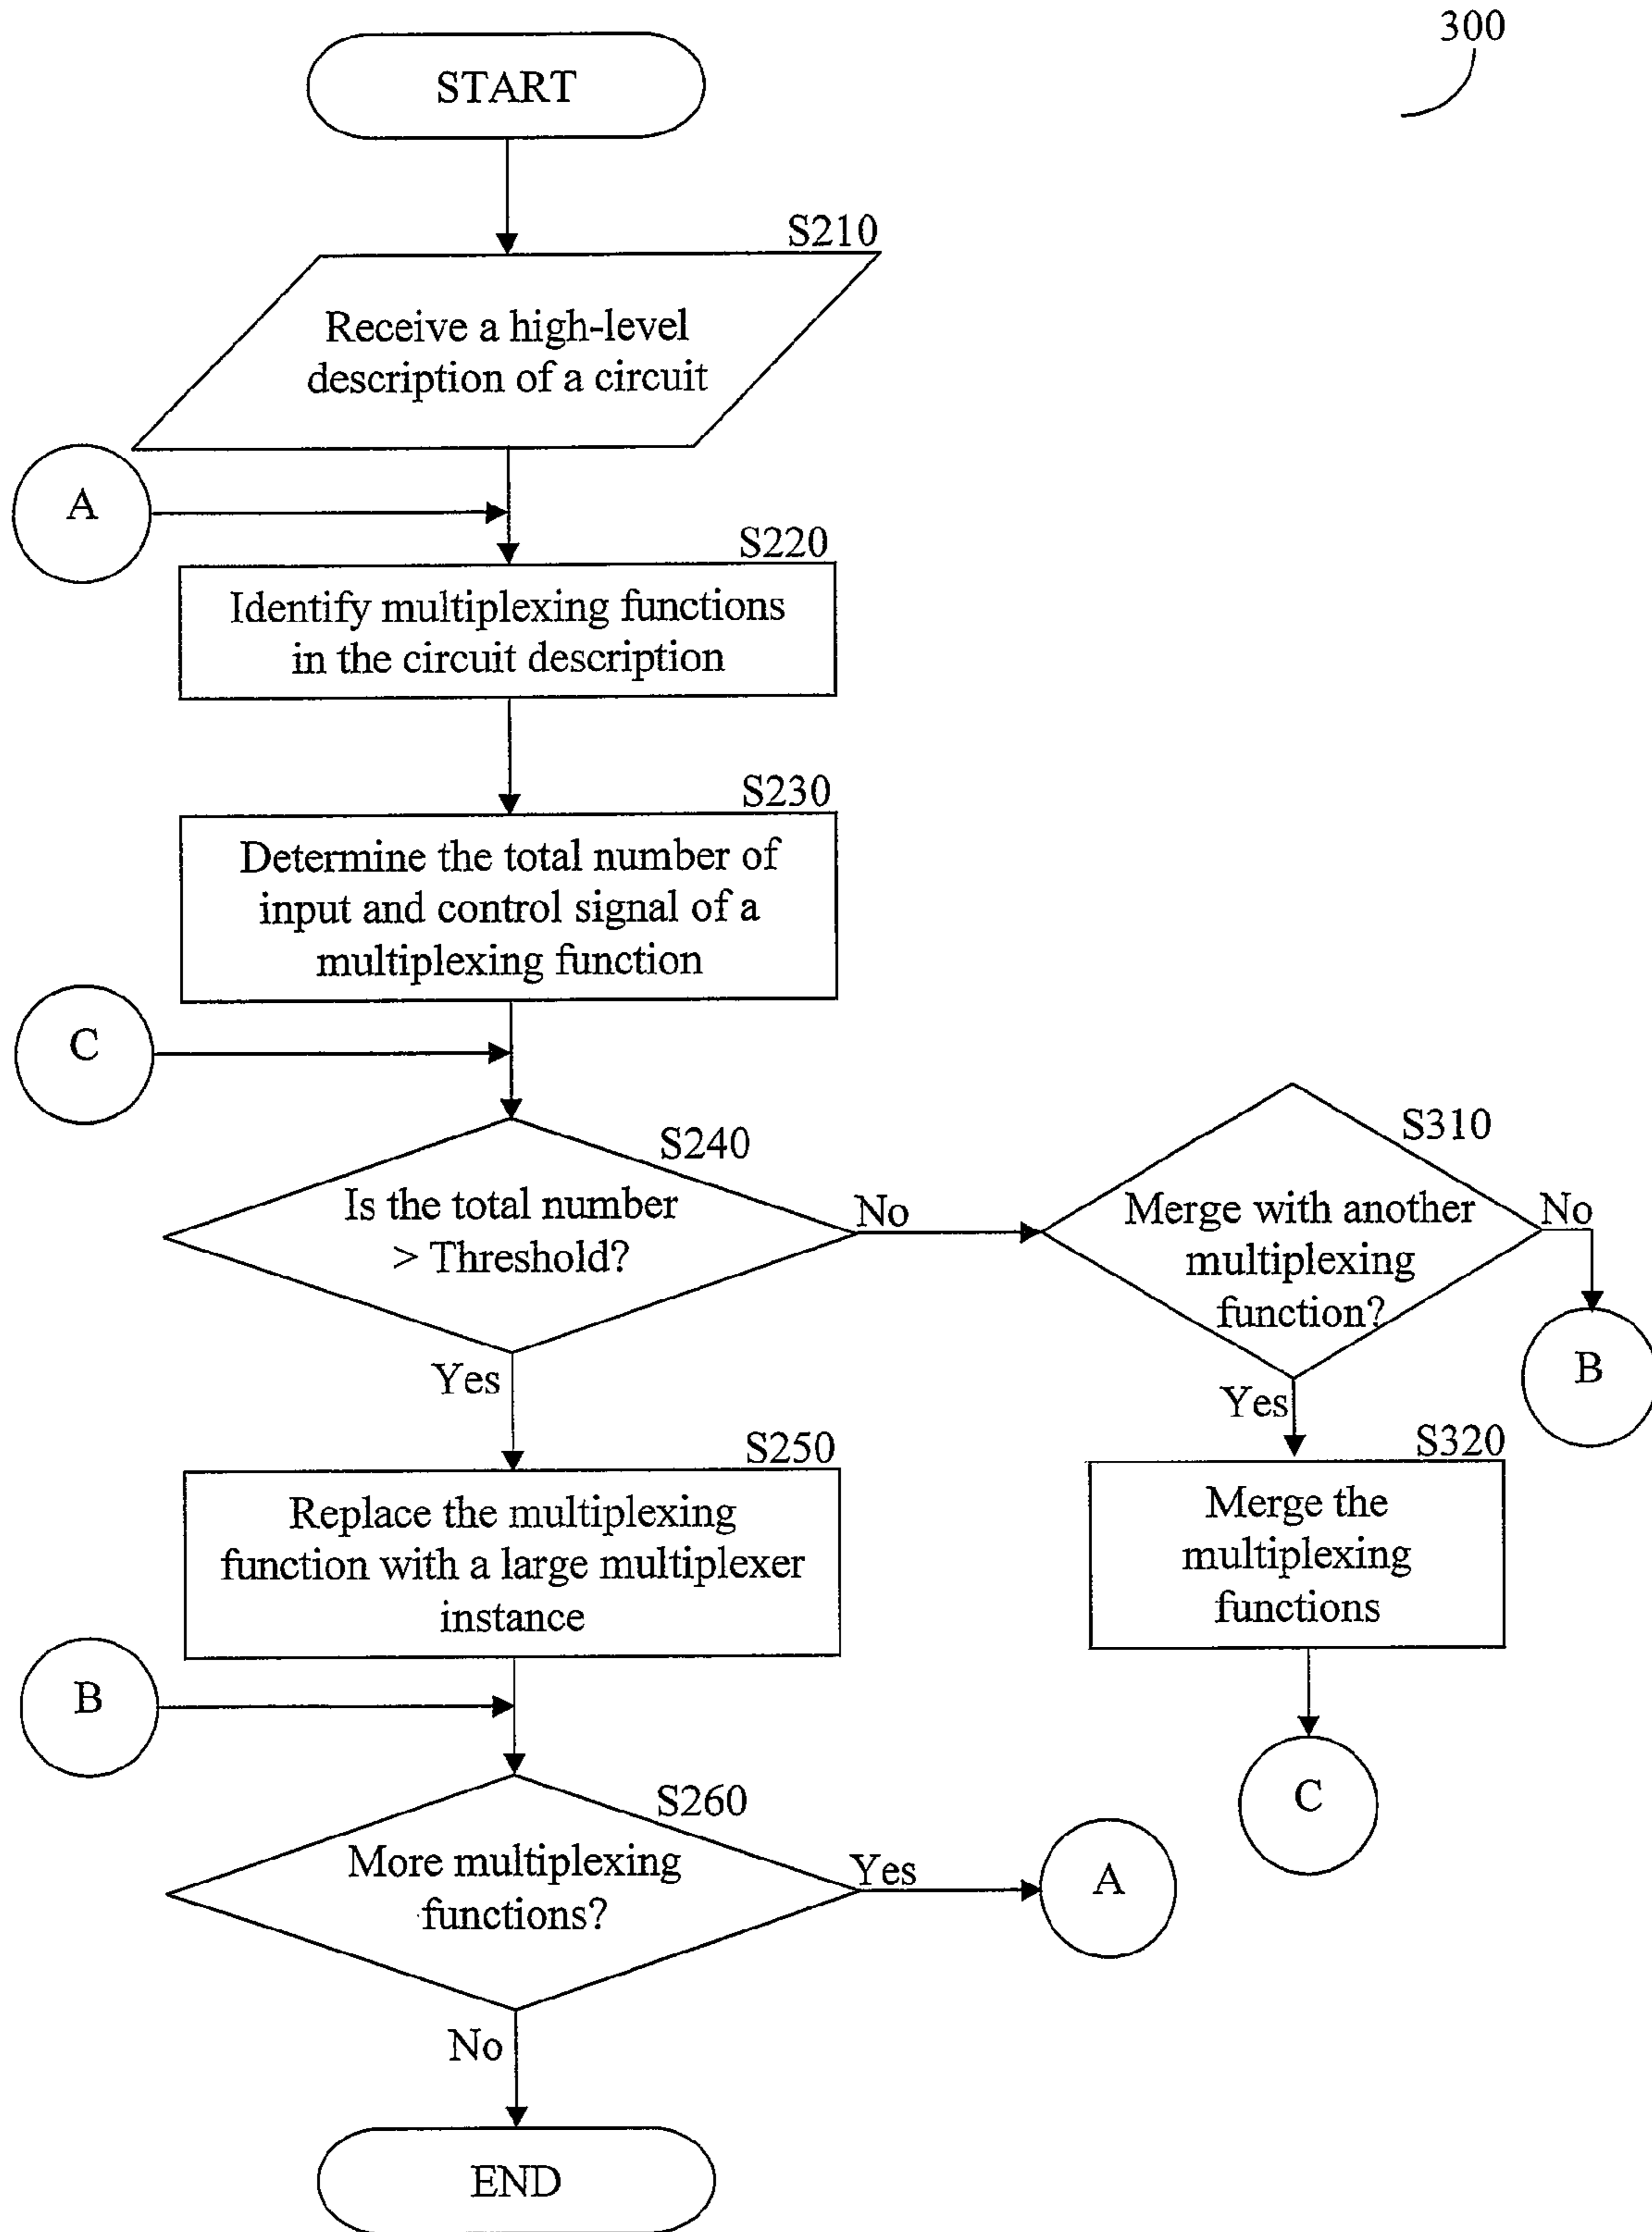 300
START
S210
Receive a high-level
description of a circuit
A
S220
Identify multiplexing functions
in the circuit description
S230
Determine the total number of
input and control signal of a
multiplexing function
C
S240
Is the total number
> Threshold?
No
Yes
S310
Merge with another
multiplexing
function?
No
B
Yes
S320
Merge the
multiplexing
functions
C
S250
Replace the multiplexing
function with a large multiplexer
instance
B
S260
More multiplexing
functions?
Yes
A
No
END